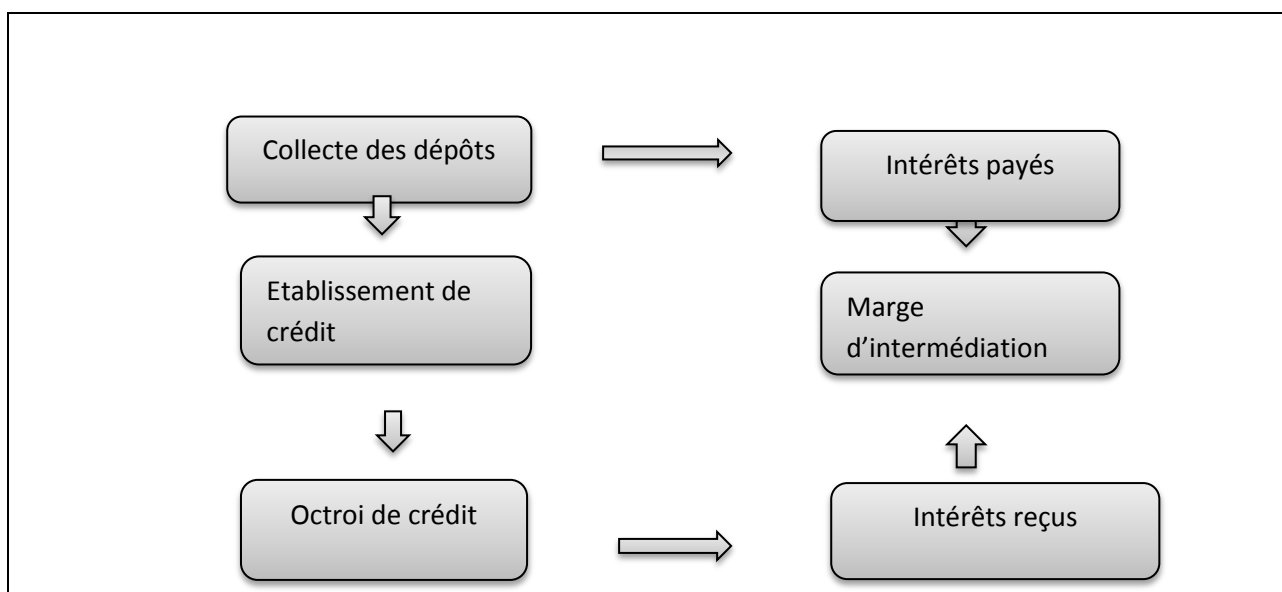 Collecte des dépôts
Intérêts payés
Etablissement de
crédit
Marge
d’intermédiation
Octroi de crédit
Intérêts reçus